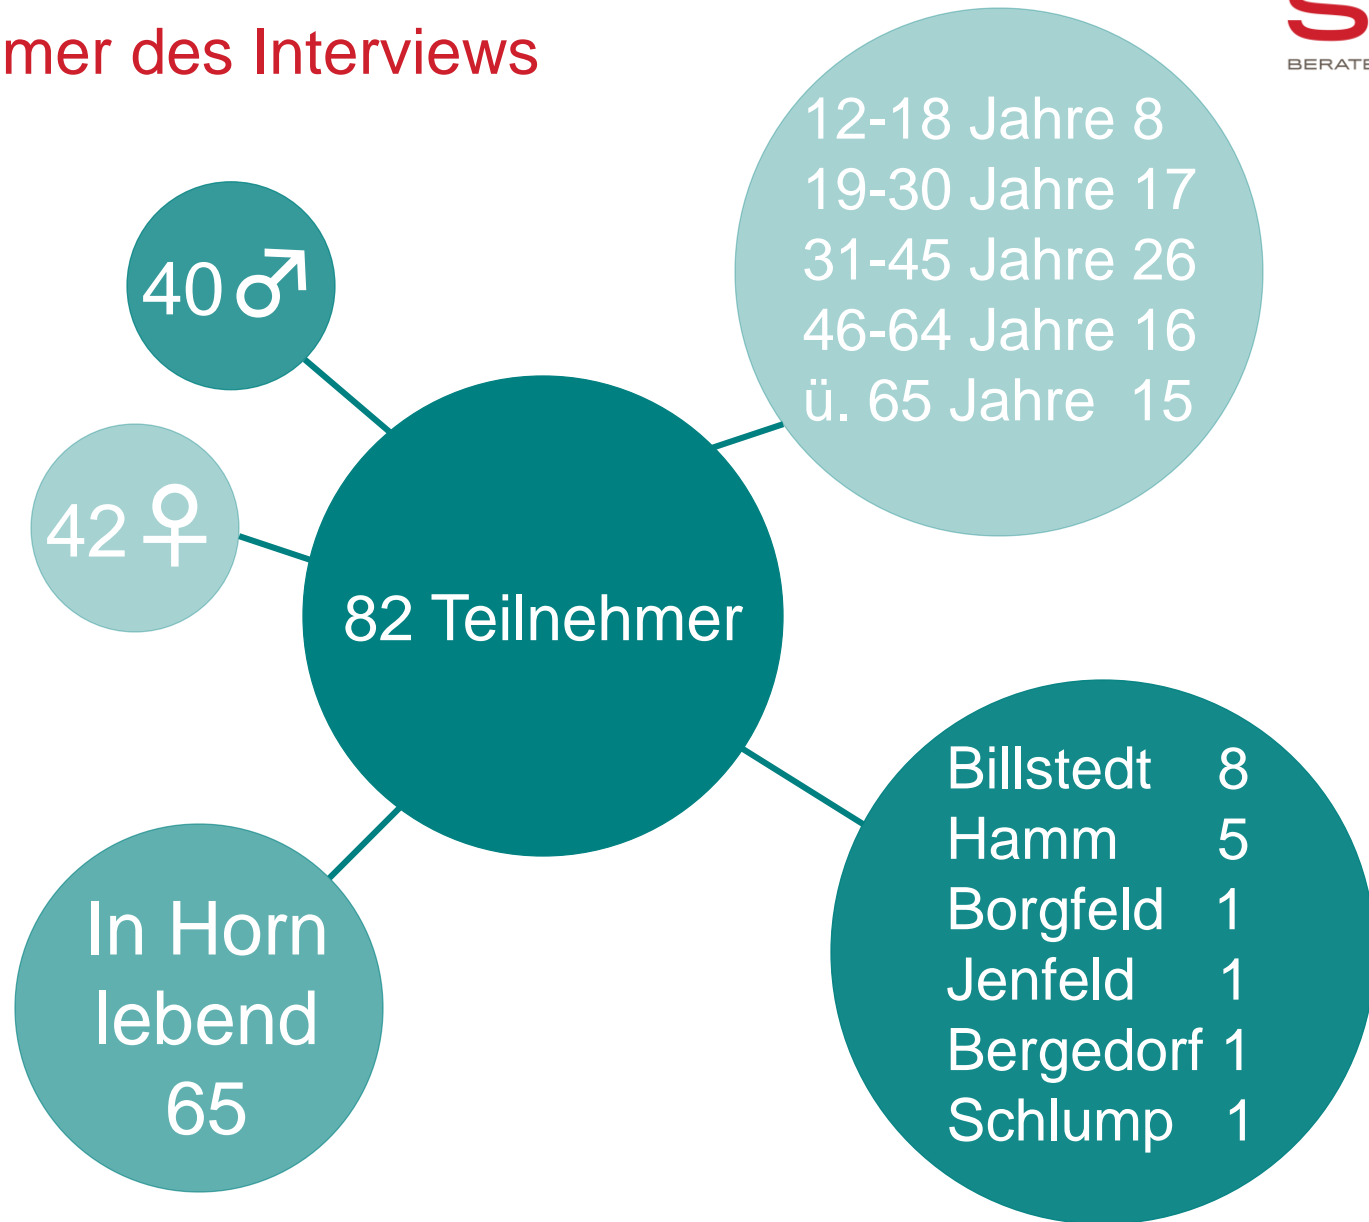 mer des Interviews
BERATE
12-18 Jahre 8
19-30 Jahre 17
31-45 Jahre 26
46-64 Jahre 16
ü. 65 Jahre 15
40♂
42♀
82 Teilnehmer
In Horn
lebend
65
Billstedt 8
Hamm 5
Borgfeld 1
Jenfeld 1
Bergedorf 1
Schlump 1